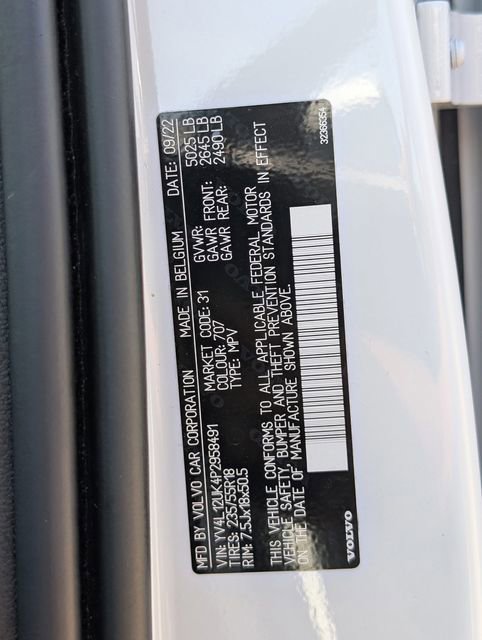 MFD BY VOLVO CAR CORPORATION MADE IN BELGIUM DATE: 09/22
VIN: YV4L12UK4P2958491 GVWR: 5025 LB
TIRES: 235/55R18 MARKET CODE: 31 GAWR FRONT: 2645 LB
RIM: 7.5Jx18x50.5 COLOUR: 707 GAWR REAR: 2490 LB
TYPE: MPV
THIS VEHICLE CONFORMS TO ALL APPLICABLE FEDERAL MOTOR
VEHICLE SAFETY, BUMPER AND THEFT PREVENTION STANDARDS IN EFFECT
ON THE DATE OF MANUFACTURE SHOWN ABOVE.
VOLVO 32366354